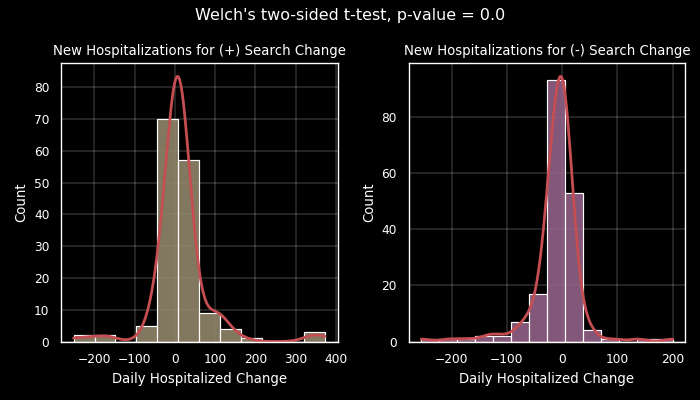 Welch's two-sided t-test, p-value = 0.0
New Hospitalizations for (+) Search Change
New Hospitalizations for (-) Search Change
Count
80
70
60
50
40
30
20
10
0
−200 −100 0 100 200 300 400
Daily Hospitalized Change
Count
80
60
40
20
0
−200 −100 0 100 200
Daily Hospitalized Change